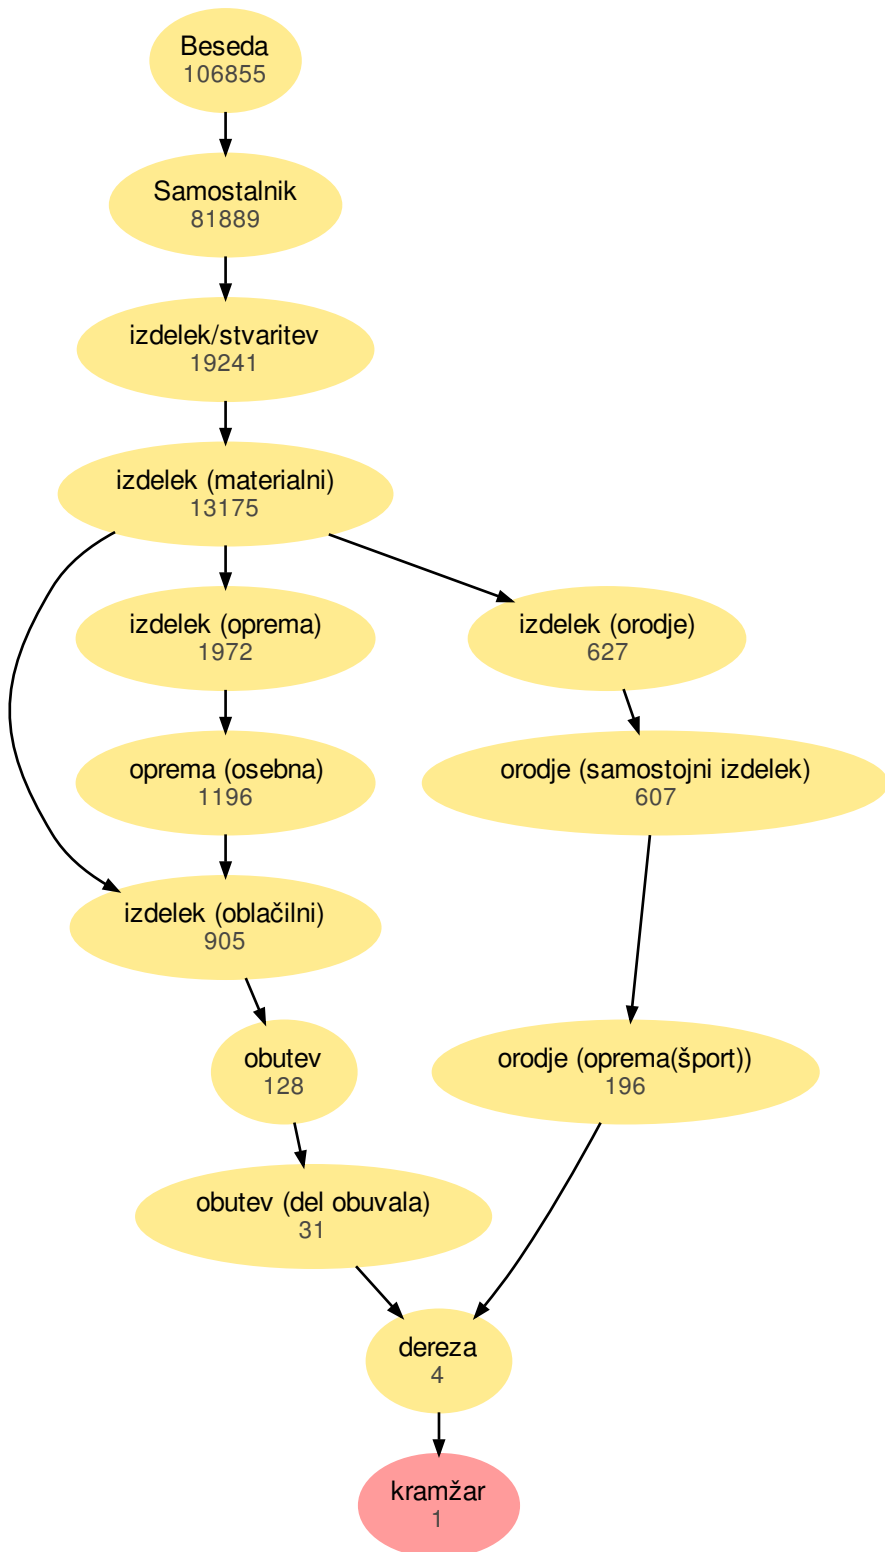 Beseda
106855
Samostalnik
81889
izdelek/stvaritev
19241
izdelek (materialni)
13175
izdelek (oprema)
1972
izdelek (orodje)
627
oprema (osebna)
1196
orodje (samostojni izdelek)
607
izdelek (oblačilni)
905
obutev
128
orodje (oprema(šport))
196
obutev (del obuvala)
31
dereza
4
kramžar
1